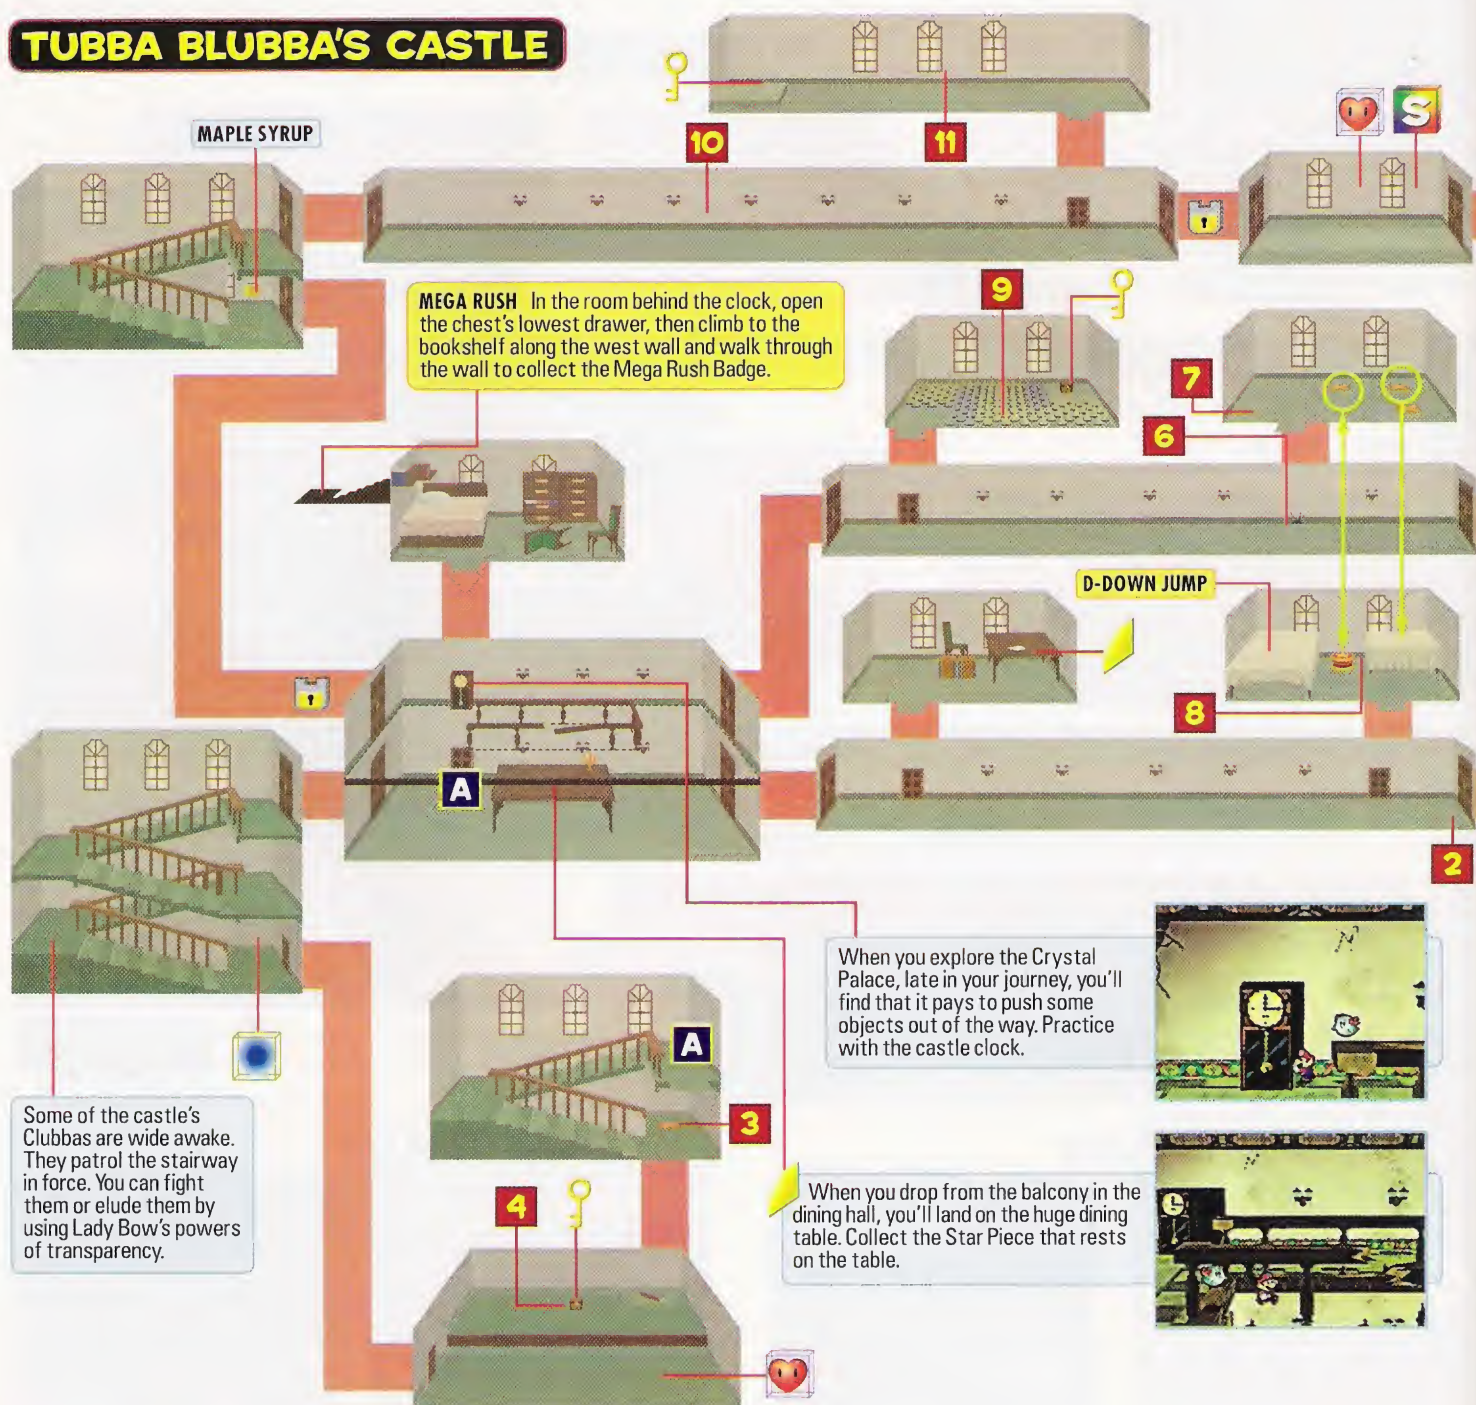 TUBBA BLUBBA'S CASTLE
MAPLE SYRUP
10
11
S
MEGA RUSH In the room behind the clock, open
the chest's lowest drawer, then climb to the
bookshelf along the west wall and walk through
the wall to collect the Mega Rush Badge.
9
7
6
D-DOWN JUMP
8
A
2
When you explore the Crystal
Palace, late in your journey, you'll
find that it pays to push some
objects out of the way. Practice
with the castle clock.
A
3
Some of the castle's
Clubbas are wide awake.
They patrol the stairway
in force. You can fight
them or elude them by
using Lady Bow's powers
of transparency.
4
When you drop from the balcony in the
dining hall, you'll land on the huge dining
table. Collect the Star Piece that rests
on the table.